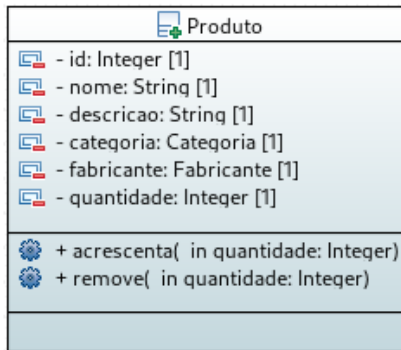 Produto
- id: Integer [1]
- nome: String [1]
- descricao: String [1]
- categoria: Categoria [1]
- fabricante: Fabricante [1]
- quantidade: Integer [1]
+ acrescenta( in quantidade: Integer)
+ remove( in quantidade: Integer)